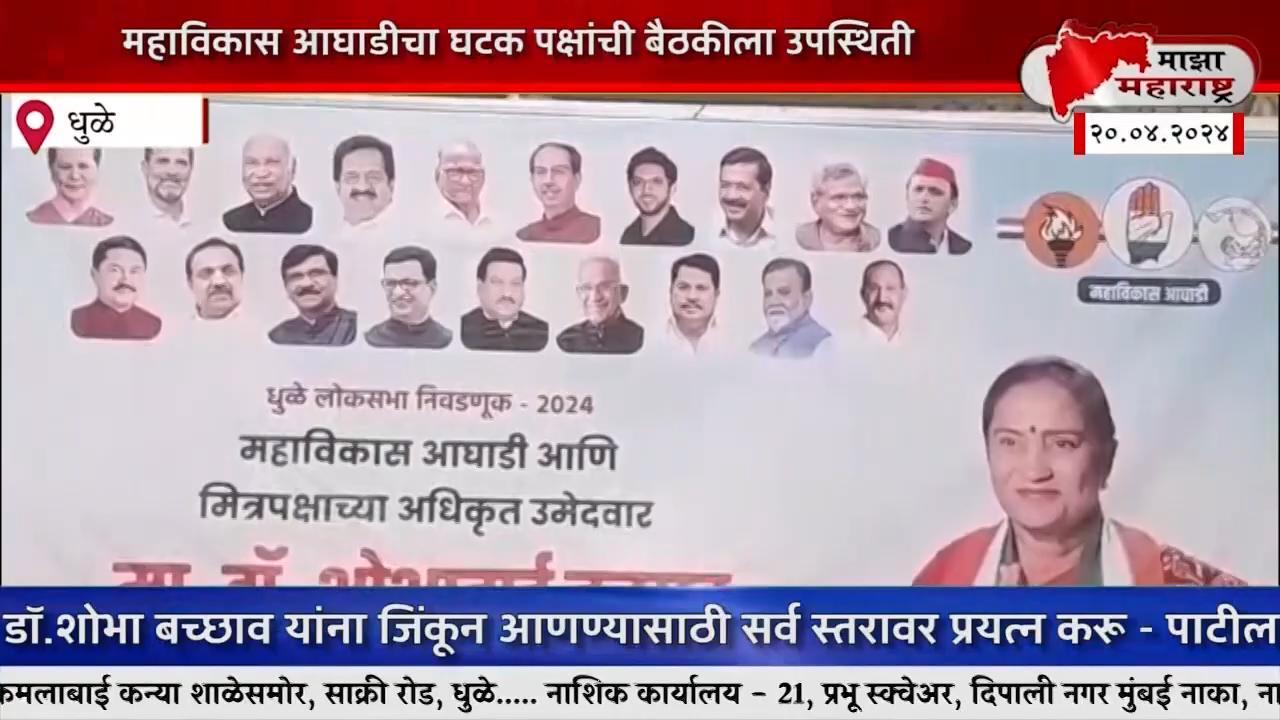 महाविकास आघाडीचा घटक पक्षांची बैठकीला उपस्थिती
माझा
महाराष्ट्र
धुळे
२०.०४.२०२४
महाविकास आघाडी
धुळे लोकसभा निवडणूक - 2024
महाविकास आघाडी आणि
मित्रपक्षाच्या अधिकृत उमेदवार
डॉ.शोभा बच्छाव यांना जिंकून आणण्यासाठी सर्व स्तरावर प्रयत्न करू - पाटील
कमलाबाई कन्या शाळेसमोर, साक्री रोड, धुळे..... नाशिक कार्यालय - 21, प्रभू स्क्वेअर, दिपाली नगर मुंबई नाका,